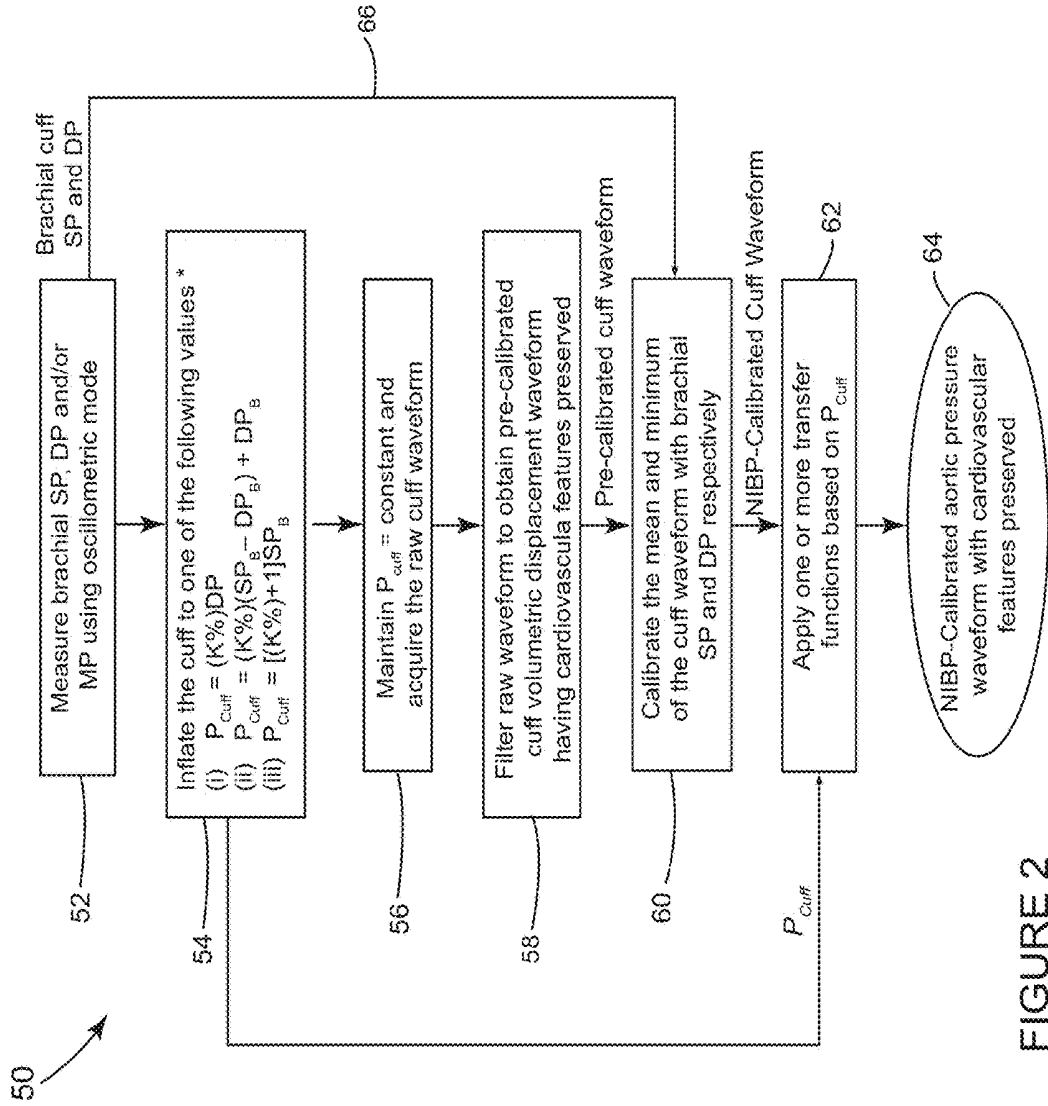 50
52
Measure brachial SP, DP and/or
MP using oscillometric mode
Brachial cuff
SP and DP
66
54
Inflate the cuff to one of the following values *
(i) P_Cuff = (K%)DP
(ii) P_Cuff = (K%)(SP_B – DP_B) + DP_B
(iii) P_Cuff = [(K%)+1]SP_B
56
Maintain P_cuff = constant and
acquire the raw cuff waveform
58
Filter raw waveform to obtain pre-calibrated
cuff volumetric displacement waveform
having cardiovascula features preserved
Pre-calibrated cuff waveform
60
Calibrate the mean and minimum
of the cuff waveform with brachial
SP and DP respectively
NIBP-Calibrated Cuff Waveform
P_Cuff
62
Apply one or more transfer
functions based on P_Cuff
64
NIBP-Calibrated aortic pressure
waveform with cardiovascular
features preserved
FIGURE 2